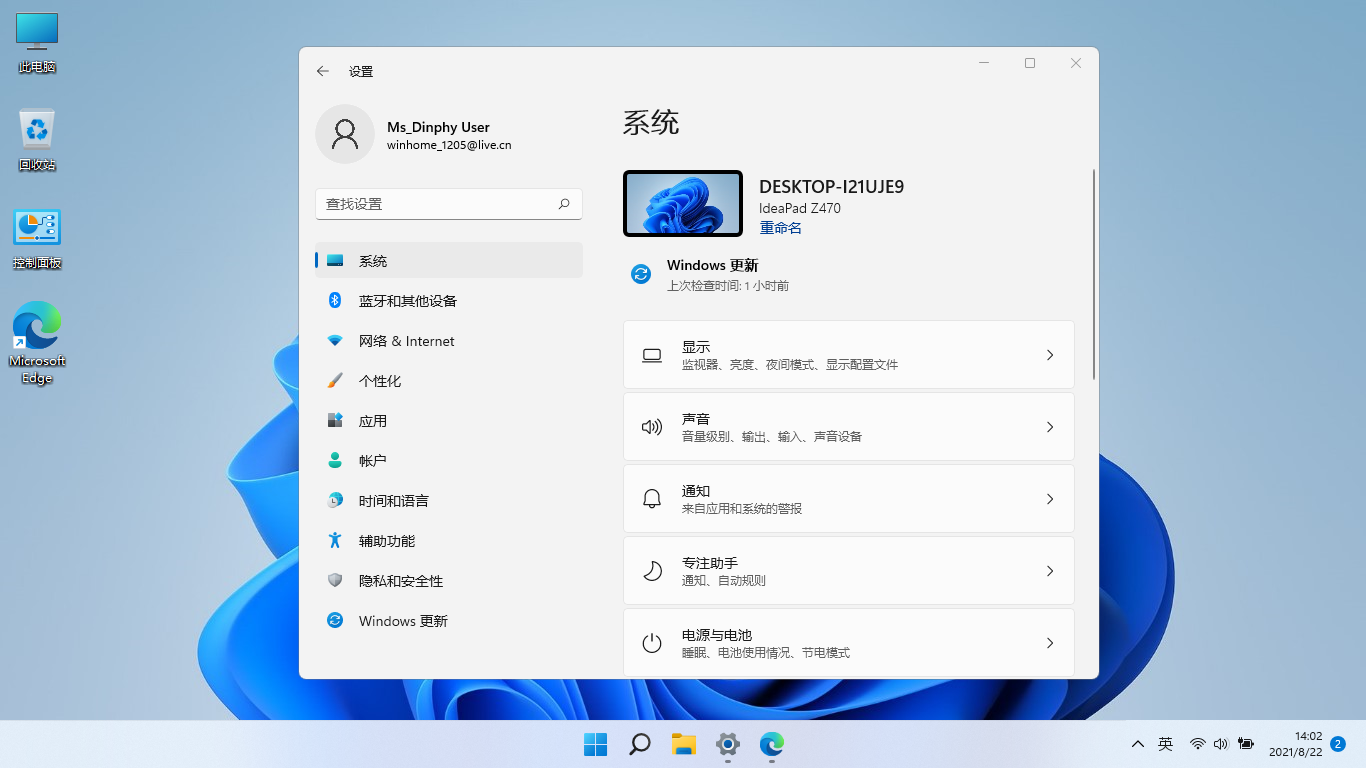 此电脑
回收站
控制面板
Microsoft
Edge
设置
Ms_Dinphy User
winhome_1205@live.cn
查找设置
系统
蓝牙和其他设备
网络 & Internet
个性化
应用
帐户
时间和语言
辅助功能
隐私和安全性
Windows 更新
系统
DESKTOP-I21UJE9
IdeaPad Z470
重命名
Windows 更新
上次检查时间: 1 小时前
显示
监视器、亮度、夜间模式、显示配置文件
声音
音量级别、输出、输入、声音设备
通知
来自应用和系统的警报
专注助手
通知、自动规则
电源与电池
睡眠、电池使用情况、节电模式
英
14:02
2021/8/22
2